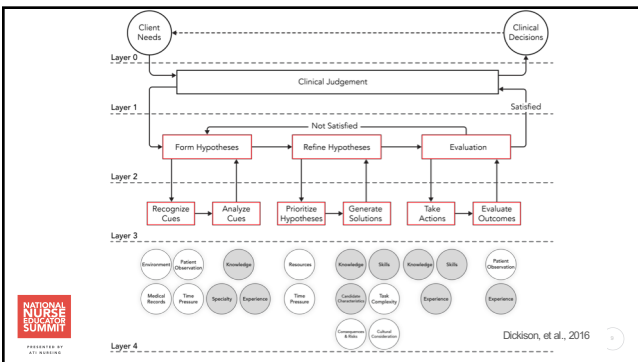 Client
Needs
Clinical
Decisions
Layer 0
Clinical Judgement
Layer 1
Satisfied
Not Satisfied
Form Hypotheses
Refine Hypotheses
Evaluation
Layer 2
Recognize
Cues
Analyze
Cues
Prioritize
Hypotheses
Generate
Solutions
Take
Actions
Evaluate
Outcomes
Layer 3
Environment
Patient
Observation
Knowledge
Resources
Knowledge
Skills
Knowledge
Skills
Patient
Observation
Medical
Records
Time
Pressure
Specialty
Experience
Time
Pressure
Candidate
Characteristics
Task
Complexity
Experience
Experience
Consequences
& Risks
Cultural
Consideration
Layer 4
NATIONAL
NURSE
EDUCATOR
SUMMIT
PRESENTED BY
ATI NURSING
Dickison, et al., 2016